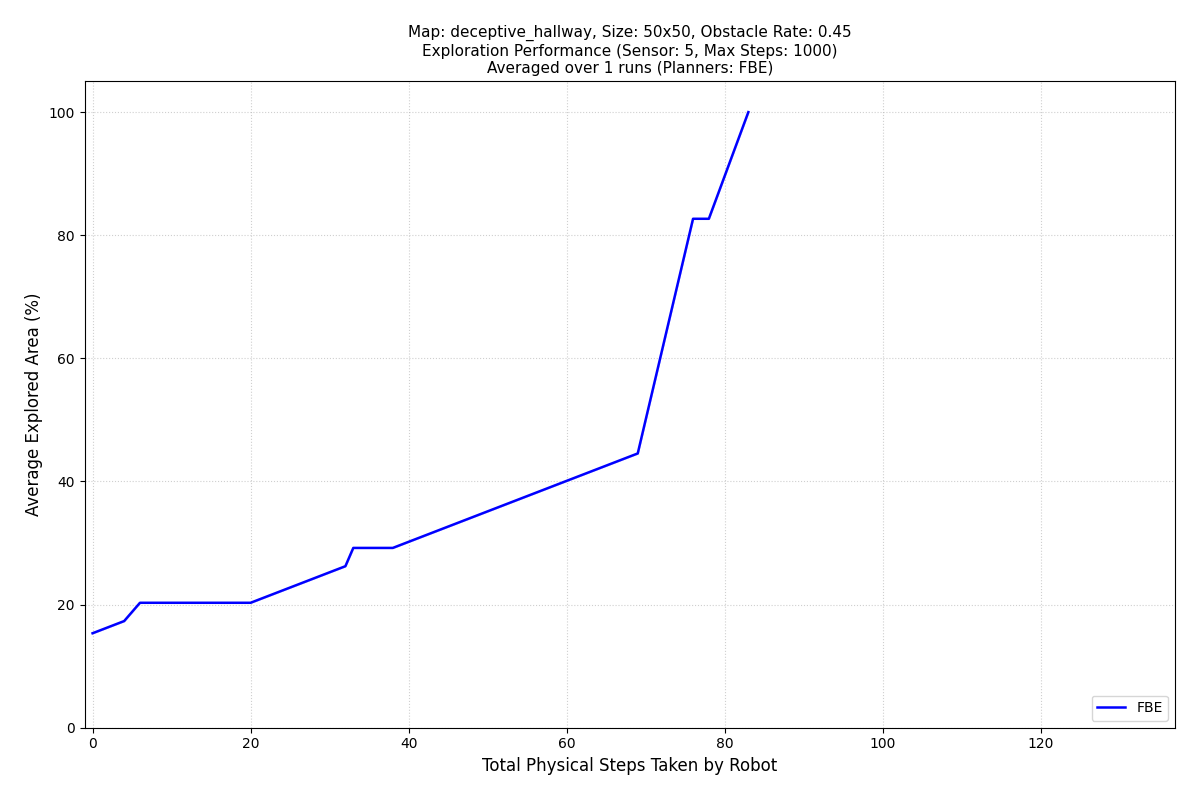 Map: deceptive_hallway, Size: 50x50, Obstacle Rate: 0.45
Exploration Performance (Sensor: 5, Max Steps: 1000)
Averaged over 1 runs (Planners: FBE)
Average Explored Area (%)
100
80
60
40
20
0
0 20 40 60 80 100 120
Total Physical Steps Taken by Robot
FBE